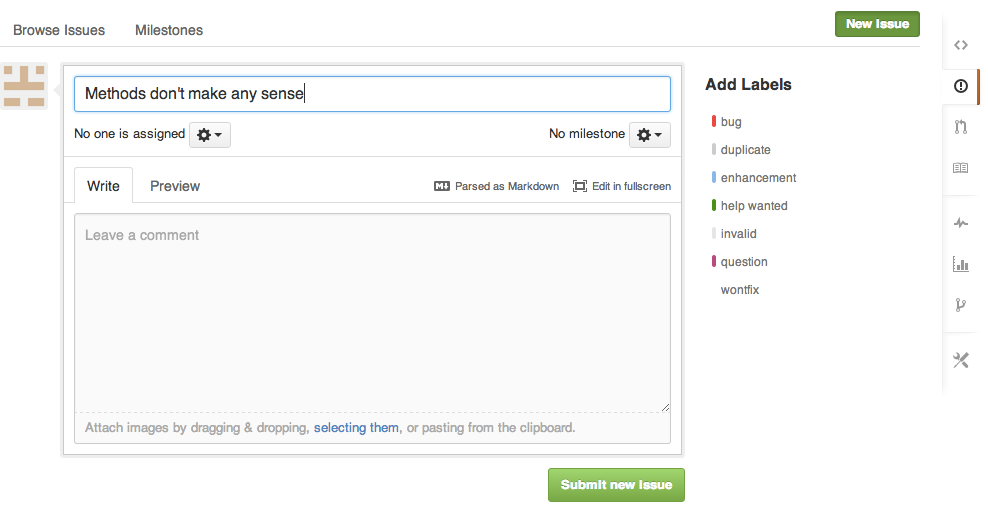 Browse Issues Milestones New Issue
Methods don't make any sense
Add Labels
No one is assigned No milestone
bug
duplicate
enhancement
help wanted
invalid
question
wontfix
Write Preview Parsed as Markdown Edit in fullscreen
Leave a comment
Attach images by dragging & dropping, selecting them, or pasting from the clipboard.
Submit new issue